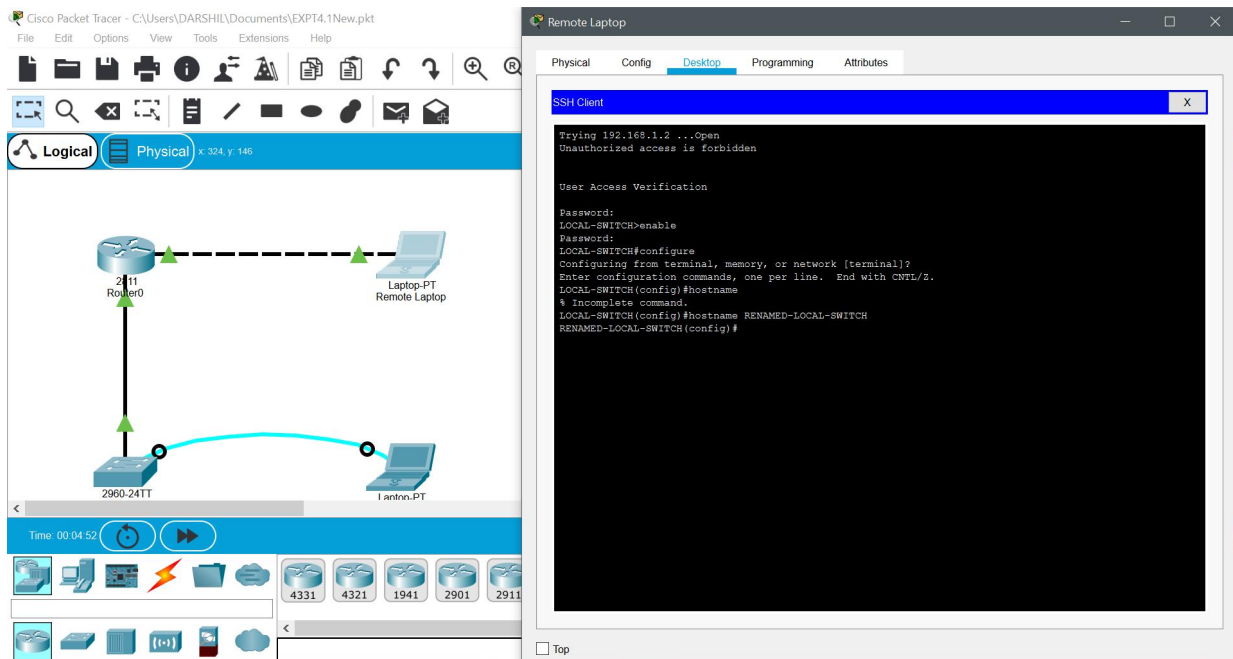 Cisco Packet Tracer - C:\Users\DARSHIL\Documents\EXPT4.1New.pkt
File Edit Options View Tools Extensions Help
Logical
Physical
x: 324, y: 146
2811
Router0
Laptop-PT
Remote Laptop
2960-24TT
Laptop-PT
Time: 00:04:52
4331 4321 1941 2901 2911
Remote Laptop
Physical Config Desktop Programming Attributes
SSH Client
X
Trying 192.168.1.2 ...Open
Unauthorized access is forbidden
User Access Verification
Password:
LOCAL-SWITCH>enable
Password:
LOCAL-SWITCH#configure
Configuring from terminal, memory, or network [terminal]?
Enter configuration commands, one per line. End with CNTL/Z.
LOCAL-SWITCH(config)#hostname
% Incomplete command.
LOCAL-SWITCH(config)#hostname RENAMED-LOCAL-SWITCH
RENAMED-LOCAL-SWITCH(config)#
Top